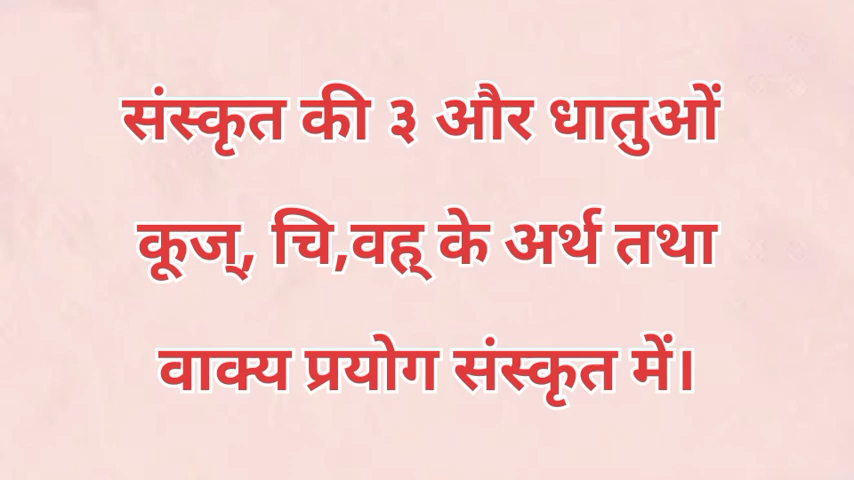 संस्कृत की ३ और धातुओं
कूज्, चि,वह् के अर्थ तथा
वाक्य प्रयोग संस्कृत में।